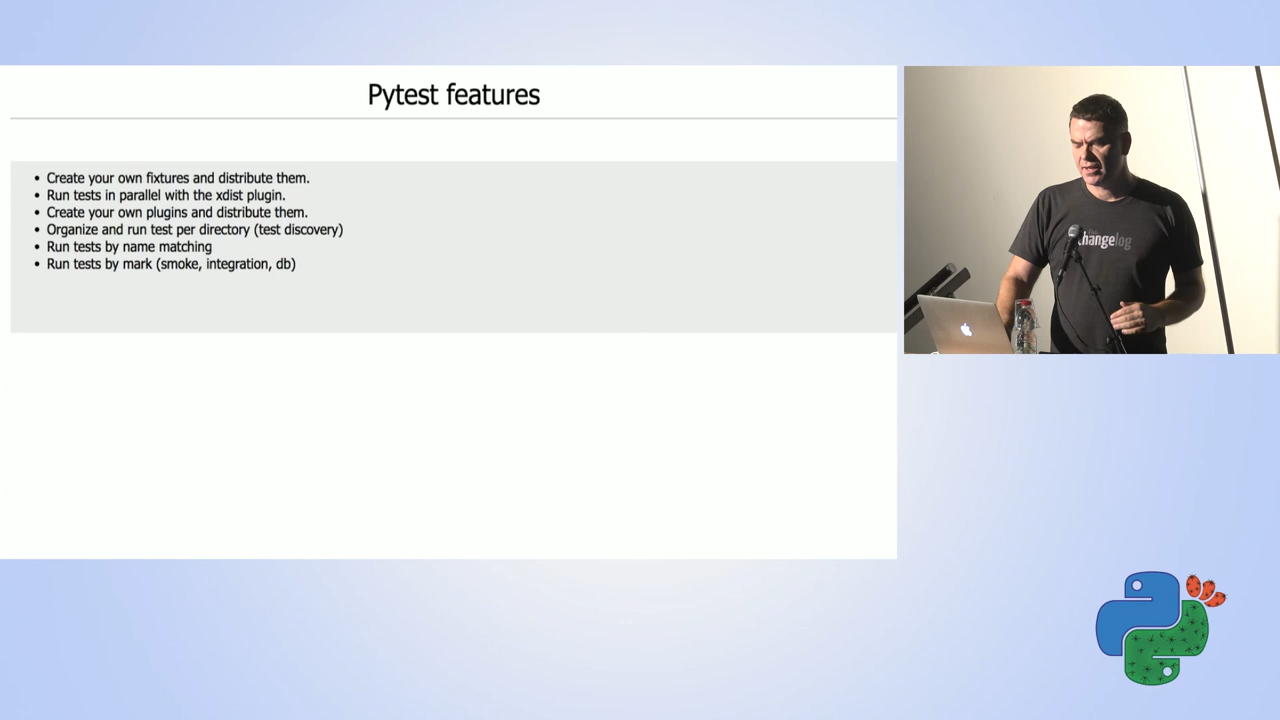 Pytest features
• Create your own fixtures and distribute them.
• Run tests in parallel with the xdist plugin.
• Create your own plugins and distribute them.
• Organize and run test per directory (test discovery)
• Run tests by name matching
• Run tests by mark (smoke, integration, db)
changelog